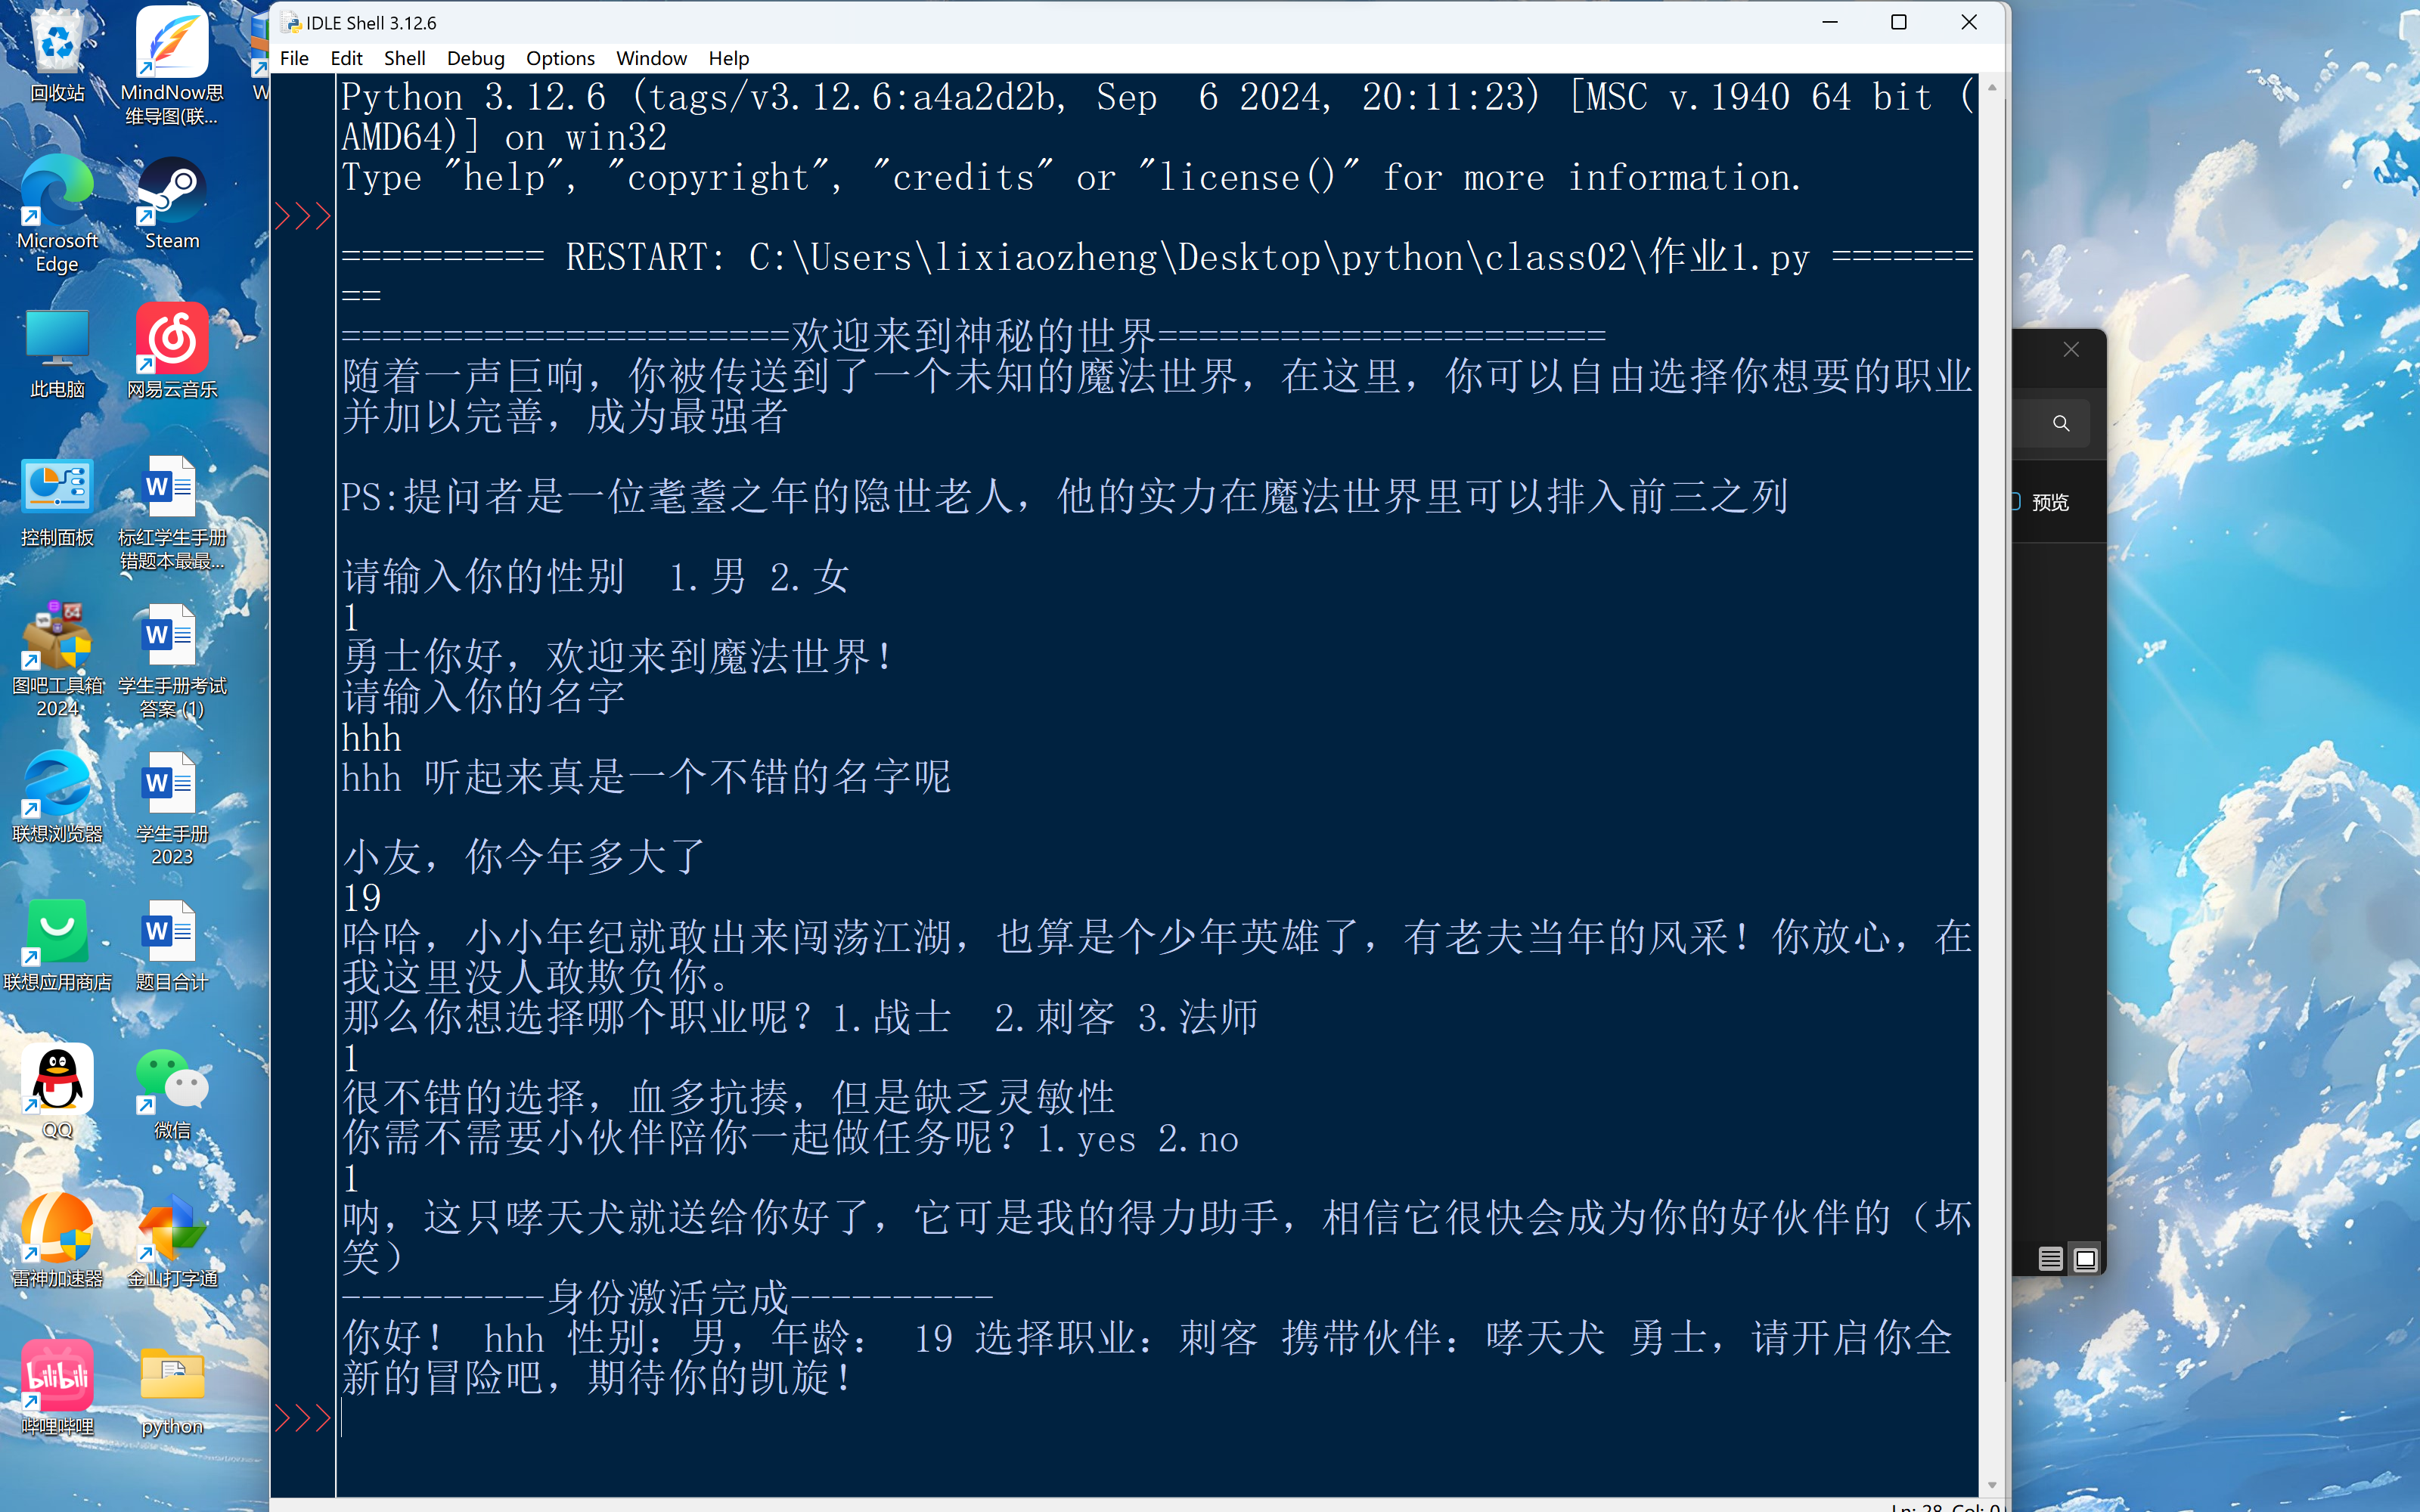 IDLE Shell 3.12.6
File Edit Shell Debug Options Window Help
Python 3.12.6 (tags/v3.12.6:a4a2d2b, Sep  6 2024, 20:11:23) [MSC v.1940 64 bit (
AMD64)] on win32
Type "help", "copyright", "credits" or "license()" for more information.
>>>
========== RESTART: C:\Users\lixiaozheng\Desktop\python\class02\作业1.py =======
==
======================欢迎来到神秘的世界======================
随着一声巨响，你被传送到了一个未知的魔法世界，在这里，你可以自由选择你想要的职业
并加以完善，成为最强者
PS:提问者是一位耄耋之年的隐世老人，他的实力在魔法世界里可以排入前三之列
请输入你的性别  1.男 2.女
1
勇士你好，欢迎来到魔法世界！
请输入你的名字
hhh
hhh 听起来真是一个不错的名字呢
小友，你今年多大了
19
哈哈，小小年纪就敢出来闯荡江湖，也算是个少年英雄了，有老夫当年的风采！你放心，在
我这里没人敢欺负你。
那么你想选择哪个职业呢？1.战士  2.刺客 3.法师
1
很不错的选择，血多抗揍，但是缺乏灵敏性
你需不需要小伙伴陪你一起做任务呢？1.yes 2.no
1
呐，这只哮天犬就送给你好了，它可是我的得力助手，相信它很快会成为你的好伙伴的（坏
笑）
----------身份激活完成----------
你好！ hhh 性别：男，年龄： 19 选择职业：刺客 携带伙伴：哮天犬 勇士，请开启你全
新的冒险吧，期待你的凯旋！
>>>
回收站
MindNow思
维导图(联...
W
Microsoft
Edge
Steam
此电脑
网易云音乐
控制面板
标红学生手册
错题本最最...
图吧工具箱
2024
学生手册考试
答案 (1)
联想浏览器
学生手册
2023
联想应用商店
题目合计
QQ
微信
雷神加速器
金山打字通
bilibili
哔哩哔哩
python
预览
Ln: 28 Col: 0